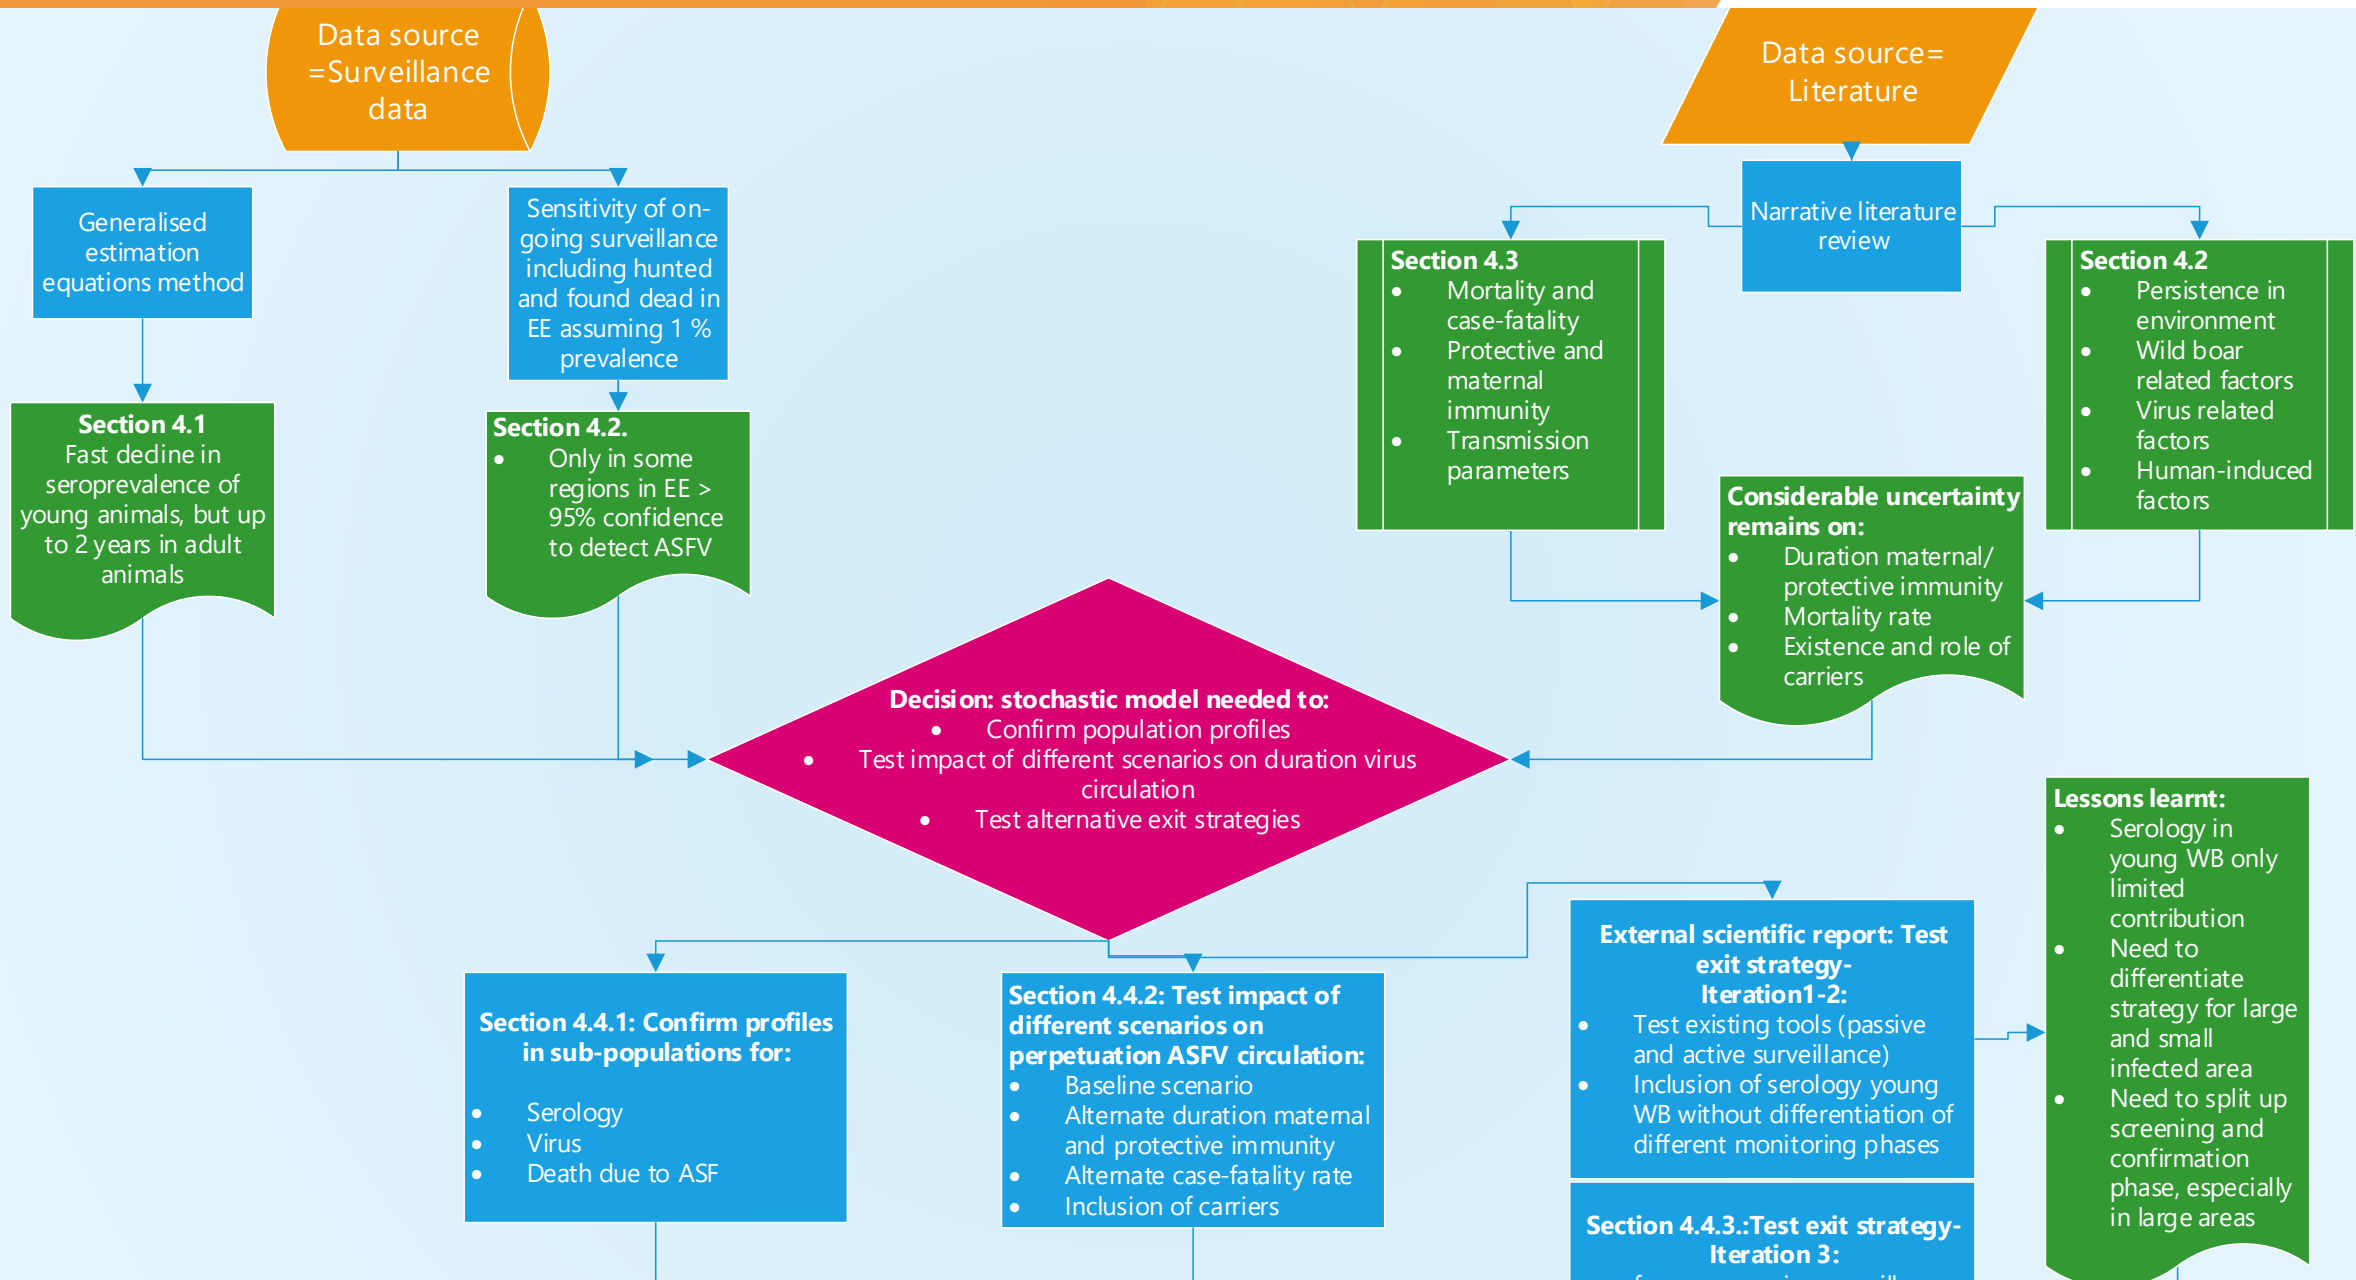 Data source
=Surveillance
data
Data source=
Literature
Generalised
estimation
equations method
Sensitivity of on-
going surveillance
including hunted
and found dead in
EE assuming 1 %
prevalence
Narrative literature
review
Section 4.3
• Mortality and
case-fatality
• Protective and
maternal
immunity
• Transmission
parameters
Section 4.2
• Persistence in
environment
• Wild boar
related factors
• Virus related
factors
• Human-induced
factors
Section 4.1
Fast decline in
seroprevalence of
young animals, but up
to 2 years in adult
animals
Section 4.2.
• Only in some
regions in EE >
95% confidence
to detect ASFV
Considerable uncertainty
remains on:
• Duration maternal/
protective immunity
• Mortality rate
• Existence and role of
carriers
Decision: stochastic model needed to:
• Confirm population profiles
• Test impact of different scenarios on duration virus
circulation
• Test alternative exit strategies
Section 4.4.1: Confirm profiles
in sub-populations for:
• Serology
• Virus
• Death due to ASF
Section 4.4.2: Test impact of
different scenarios on
perpetuation ASFV circulation:
• Baseline scenario
• Alternate duration maternal
and protective immunity
• Alternate case-fatality rate
• Inclusion of carriers
External scientific report: Test
exit strategy-
Iteration1-2:
• Test existing tools (passive
and active surveillance)
• Inclusion of serology young
WB without differentiation of
different monitoring phases
Section 4.4.3.:Test exit strategy-
Iteration 3:
Lessons learnt:
• Serology in
young WB only
limited
contribution
• Need to
differentiate
strategy for large
and small
infected area
• Need to split up
screening and
confirmation
phase, especially
in large areas